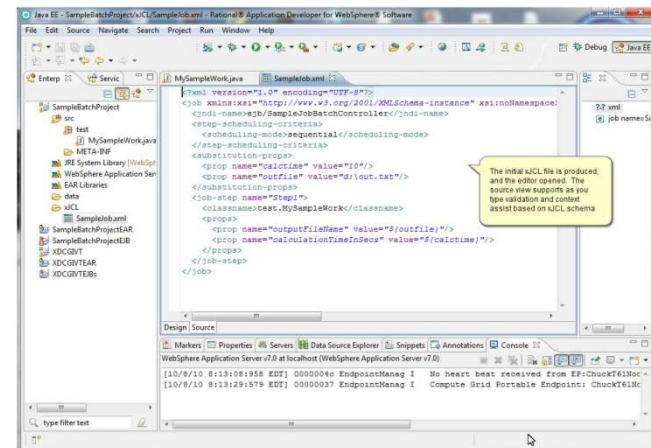 Java EE - SampleBatchProject/xJCL/SampleJob.xml - Rational® Application Developer for WebSphere® Software
File Edit Source Navigate Search Project Run Window Help
Debug Java EE
Enterp Servic
MySampleWork.java SampleJob.xml
SampleBatchProject
src
test
MySampleWork.java
META-INF
JRE System Library [WebSph
WebSphere Application Ser
EAR Libraries
data
xJCL
SampleJob.xml
SampleBatchProjectEAR
SampleBatchProjectEJB
XDCGIVT
XDCGIVTEAR
XDCGIVTEJBs
type filter text
<?xml version="1.0" encoding="UTF-8"?>
<job xmlns:xsi="http://www.w3.org/2001/XMLSchema-instance" xsi:noNamespace
<jndi-name>ejb/SampleJobBatchController</jndi-name>
<step-scheduling-criteria>
<scheduling-mode>sequential</scheduling-mode>
</step-scheduling-criteria>
<substitution-props>
<prop name="calctime" value="10"/>
<prop name="outfile" value="d:\out.txt"/>
</substitution-props>
<job-step name="Step1">
<classname>test.MySampleWork</classname>
<props>
<prop name="outputFileName" value="${outfile}"/>
<prop name="calculationTimeInSecs" value="${calctime}"/>
</props>
</job-step>
</job>
The initial xJCL file is produced,
and the editor opened. The
source view supports as you
type validation and context
assist based on xJCL schema
Design Source
?=? xml
job name=Sa
Markers Properties Servers Data Source Explorer Snippets Annotations Console
WebSphere Application Server v7.0 at localhost (WebSphere Application Server v7.0)
[10/8/10 8:13:08:958 EDT] 0000004c EndpointManag I No heart beat received from EP:ChuckT61Noc
[10/8/10 8:13:29:579 EDT] 00000037 EndpointManag I Compute Grid Portable Endpoint: ChuckT61Nc